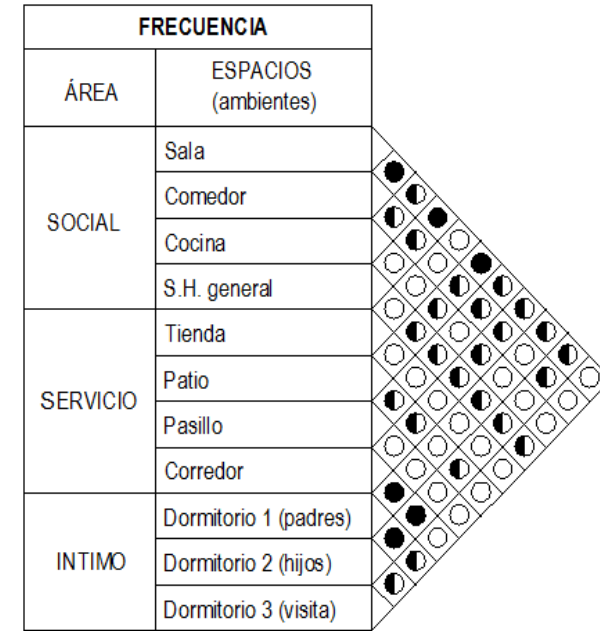 FRECUENCIA
ÁREA
ESPACIOS
(ambientes)
SOCIAL
Sala
Comedor
Cocina
S.H. general
SERVICIO
Tienda
Patio
Pasillo
Corredor
INTIMO
Dormitorio 1 (padres)
Dormitorio 2 (hijos)
Dormitorio 3 (visita)